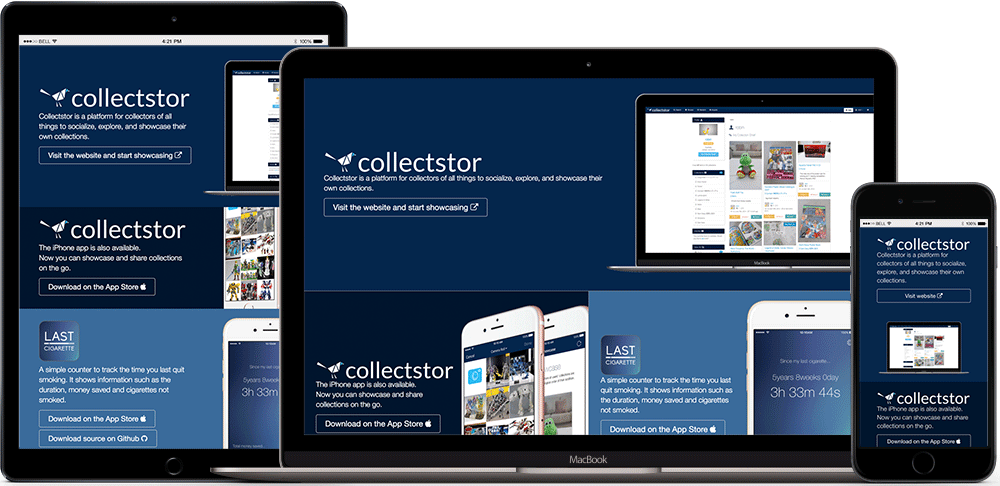 BELL
4:21 PM
100%
collectstor
Collectstor is a platform for collectors of all
things to socialize, explore, and showcase their
own collections.
Visit the website and start showcasing
collectstor
The iPhone app is also available.
Now you can showcase and share collections
on the go.
Download on the App Store
LAST
CIGARETTE
A simple counter to track the time you last quit
smoking. It shows information such as the
duration, money saved and cigarettes not
smoked.
Download on the App Store
Download source on Github
Since my last
5years 8w
3h 33m
collectstor
Collectstor is a platform for collectors of all things to socialize, explore, and showcase their
own collections.
Visit the website and start showcasing
collectstor
MacBook
collectstor
The iPhone app is also available.
Now you can showcase and share
collections on the go.
Download on the App Store
LAST
CIGARETTE
A simple counter to track the time you last
quit smoking. It shows information such as
the duration, money saved and cigarettes
not smoked.
Download on the App Store
Since my last cigarette...
5years 8weeks 0day
3h 33m 44s
MacBook
BELL
4:21 PM
100%
collectstor
Collectstor is a platform for
collectors of all things to socialize,
explore, and showcase their own
collections.
Visit website
collectstor
The iPhone app is also available.
Now you can showcase and share
collections on the go.
Download on the App Store